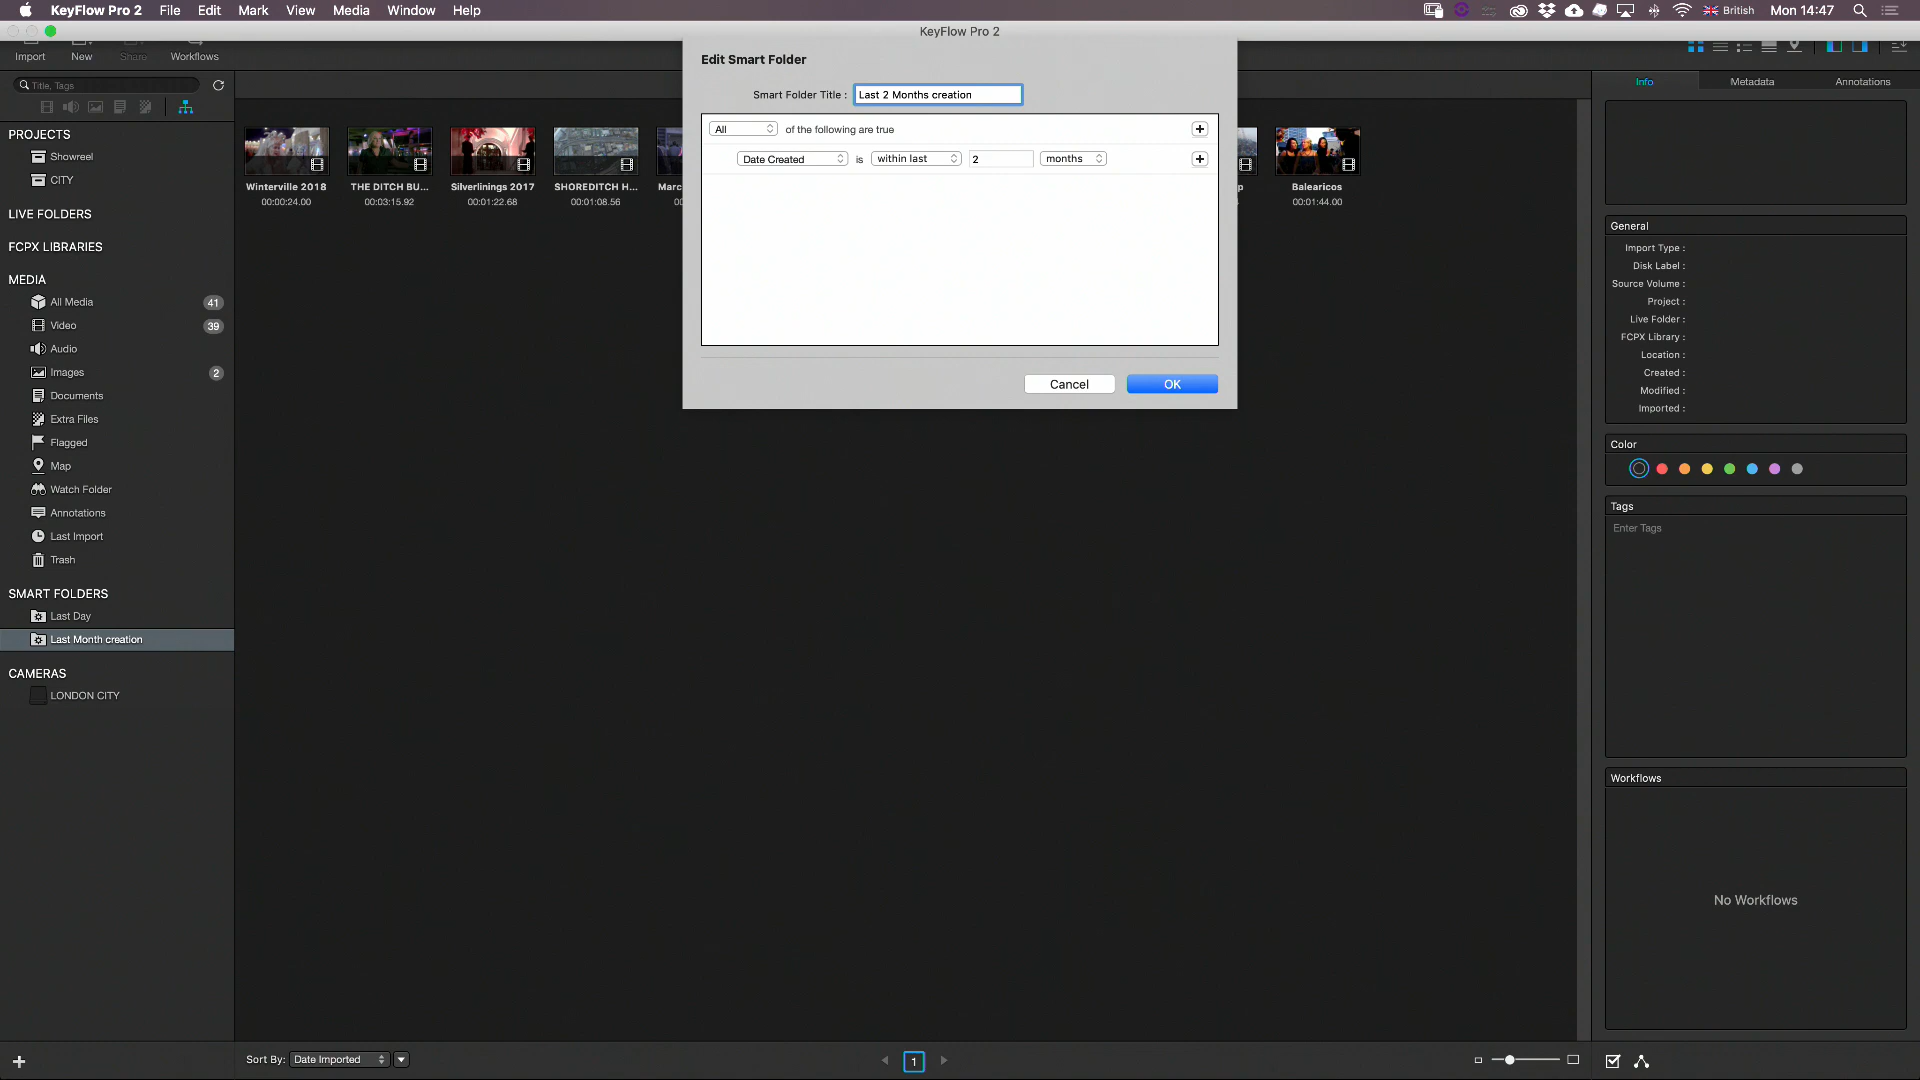 KeyFlow Pro 2 File Edit Mark View Media Window Help British Mon 14:47
KeyFlow Pro 2
Import New Share Workflows
Title, Tags
PROJECTS
Showreel
CITY
LIVE FOLDERS
FCPX LIBRARIES
MEDIA
All Media 41
Video 39
Audio
Images 2
Documents
Extra Files
Flagged
Map
Watch Folder
Annotations
Last Import
Trash
SMART FOLDERS
Last Day
Last Month creation
CAMERAS
LONDON CITY
Winterville 2018
00:00:24.00
THE DITCH BU...
00:03:15.92
Silverlinings 2017
00:01:22.68
SHOREDITCH H...
00:01:08.56
Marc
00
p
Balearicos
00:01:44.00
Edit Smart Folder
Smart Folder Title : Last 2 Months creation
All of the following are true
Date Created is within last 2 months
Cancel OK
Info Metadata Annotations
General
Import Type :
Disk Label :
Source Volume :
Project :
Live Folder :
FCPX Library :
Location :
Created :
Modified :
Imported :
Color
Tags
Enter Tags
Workflows
No Workflows
Sort By: Date Imported
1